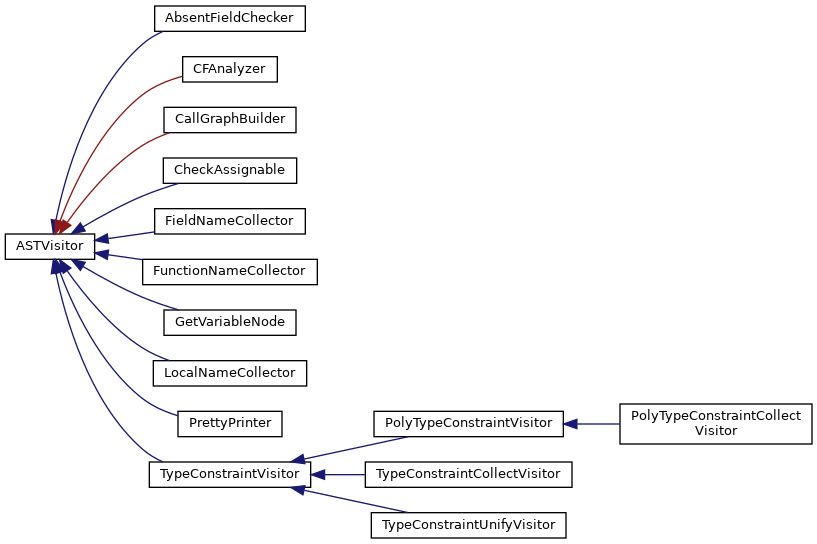 AbsentFieldChecker
CFAnalyzer
CallGraphBuilder
CheckAssignable
FieldNameCollector
ASTVisitor
FunctionNameCollector
GetVariableNode
LocalNameCollector
PrettyPrinter
PolyTypeConstraintVisitor
PolyTypeConstraintCollect
Visitor
TypeConstraintVisitor
TypeConstraintCollectVisitor
TypeConstraintUnifyVisitor